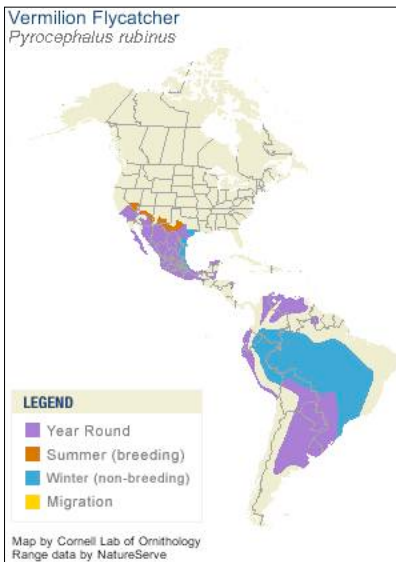 Vermilion Flycatcher
Pyrocephalus rubinus
LEGEND
Year Round
Summer (breeding)
Winter (non-breeding)
Migration
Map by Cornell Lab of Ornithology
Range data by NatureServe